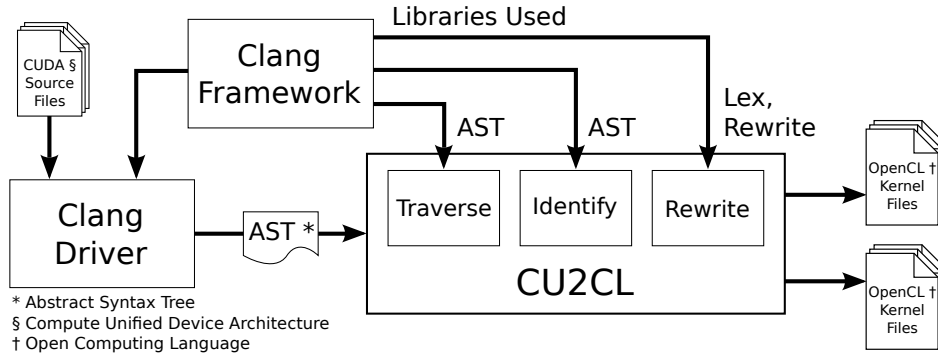 Libraries Used
CUDA §
Source
Files
Clang
Framework
Lex,
Rewrite
AST
AST
OpenCL †
Kernel
Files
Clang
Driver
AST *
Traverse
Identify
Rewrite
CU2CL
OpenCL †
Kernel
Files
* Abstract Syntax Tree
§ Compute Unified Device Architecture
† Open Computing Language